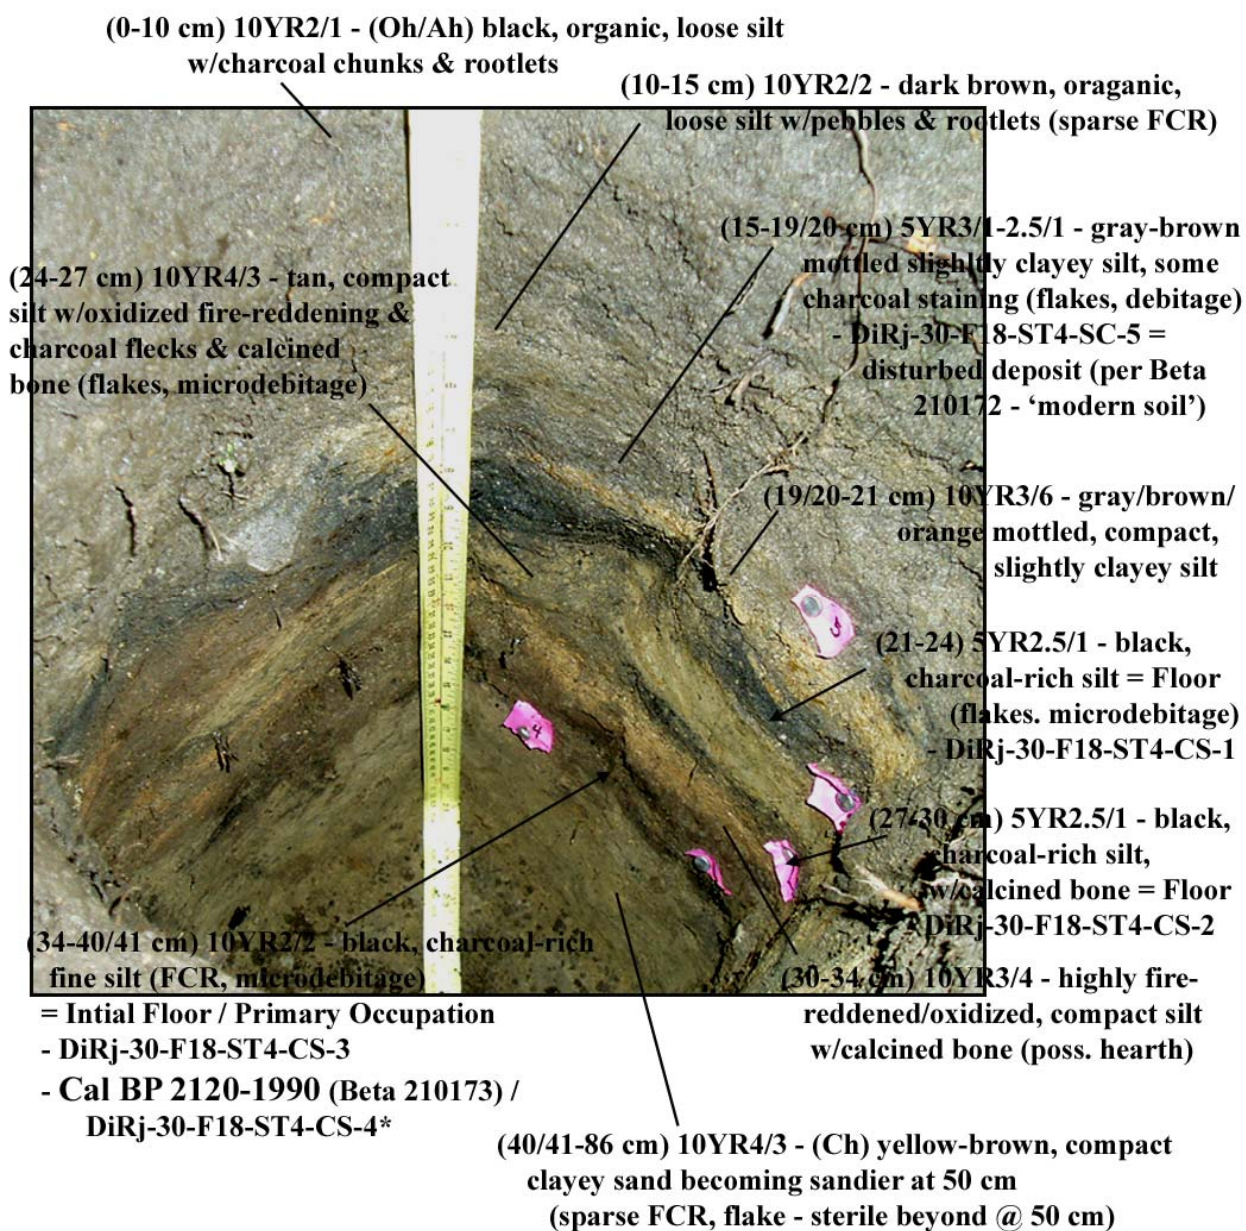 (0-10 cm) 10YR2/1 - (Oh/Ah) black, organic, loose silt
w/charcoal chunks & rootlets
(10-15 cm) 10YR2/2 - dark brown, oraganic,
loose silt w/pebbles & rootlets (sparse FCR)
(15-19/20 cm) 5YR3/1-2.5/1 - gray-brown
mottled slighltly clayey silt, some
charcoal staining (flakes, debitage)
- DiRj-30-F18-ST4-SC-5 =
disturbed deposit (per Beta
210172 - ‘modern soil’)
(24-27 cm) 10YR4/3 - tan, compact
silt w/oxidized fire-reddening &
charcoal flecks & calcined
bone (flakes, microdebitage)
(19/20-21 cm) 10YR3/6 - gray/brown/
orange mottled, compact,
slightly clayey silt
5
(21-24) 5YR2.5/1 - black,
charcoal-rich silt = Floor
(flakes. microdebitage)
- DiRj-30-F18-ST4-CS-1
4
(27-30 cm) 5YR2.5/1 - black,
charcoal-rich silt,
w/calcined bone = Floor
DiRj-30-F18-ST4-CS-2
(30-34 cm) 10YR3/4 - highly fire-
reddened/oxidized, compact silt
w/calcined bone (poss. hearth)
(34-40/41 cm) 10YR2/2 - black, charcoal-rich
fine silt (FCR, microdebitage)
= Intial Floor / Primary Occupation
- DiRj-30-F18-ST4-CS-3
- Cal BP 2120-1990 (Beta 210173) /
DiRj-30-F18-ST4-CS-4*
(40/41-86 cm) 10YR4/3 - (Ch) yellow-brown, compact
clayey sand becoming sandier at 50 cm
(sparse FCR, flake - sterile beyond @ 50 cm)